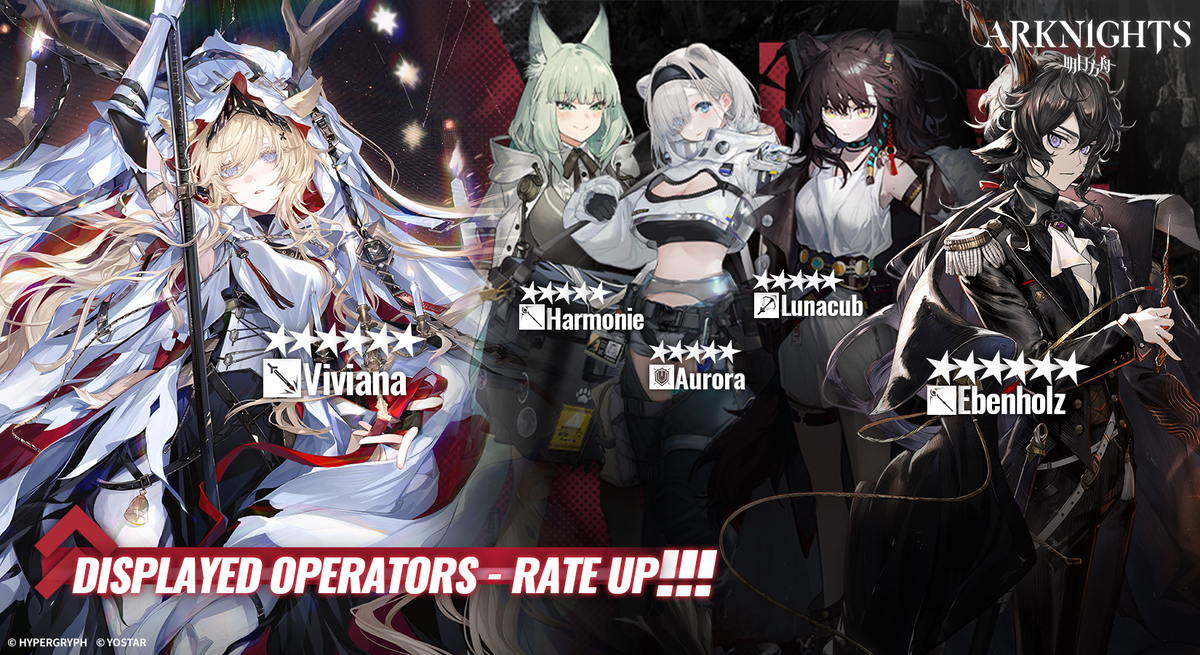 ARKNIGHTS
明日方舟
★★★★★★
Viviana
★★★★★
Harmonie
★★★★★
Aurora
★★★★★
Lunacub
★★★★★★
Ebenholz
DISPLAYED OPERATORS - RATE UP!!!
© HYPERGRYPH © YOSTAR